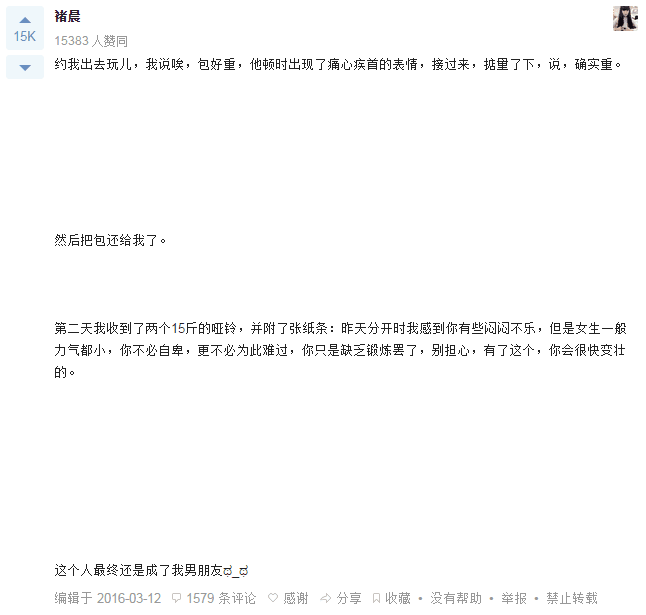 褚晨
15K
15383 人赞同
约我出去玩儿，我说唉，包好重，他顿时出现了痛心疾首的表情，接过来，掂量了下，说，确实重。
然后把包还给我了。
第二天我收到了两个15斤的哑铃，并附了张纸条：昨天分开时我感到你有些闷闷不乐，但是女生一般
力气都小，你不必自卑，更不必为此难过，你只是缺乏锻炼罢了，别担心，有了这个，你会很快变壮
的。
这个人最终还是成了我男朋友ಠ_ಠ
编辑于 2016-03-12 1579 条评论 感谢 分享 收藏 • 没有帮助 • 举报 • 禁止转载